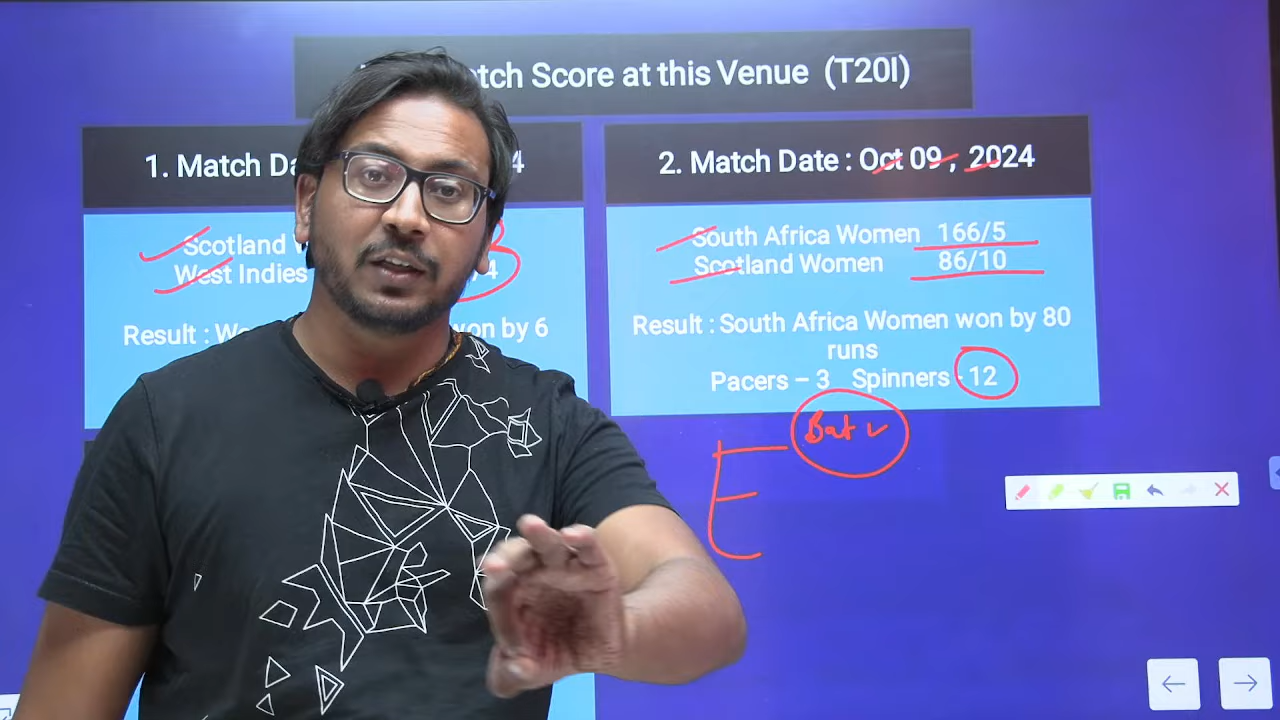 atch Score at this Venue (T20I)
1. Match Da 4
Scotland W
West Indies 4
Result : We won by 6
2. Match Date : Oct 09 , 2024
South Africa Women 166/5
Scotland Women 86/10
Result : South Africa Women won by 80
runs
Pacers – 3 Spinners - 12
Bat
E